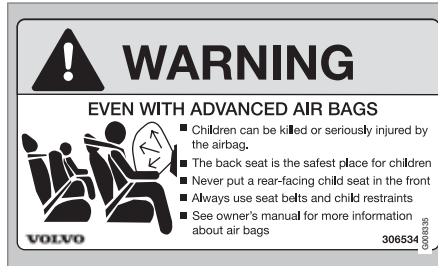 WARNING
EVEN WITH ADVANCED AIR BAGS
■ Children can be killed or seriously injured by
the airbag.
■ The back seat is the safest place for children
■ Never put a rear-facing child seat in the front
■ Always use seat belts and child restraints
■ See owner's manual for more information
about air bags
VOLVO
306534
G008335